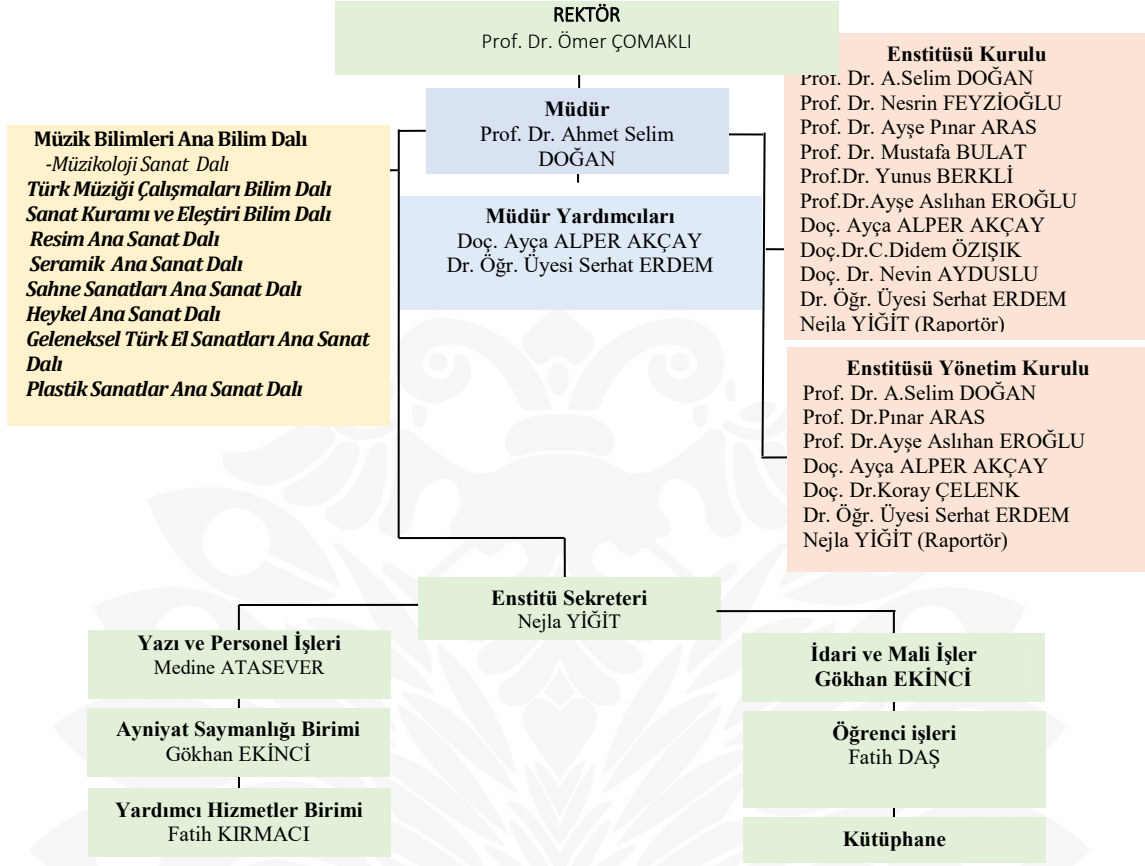 REKTÖR
Prof. Dr. Ömer ÇOMAKLI
Müdür
Prof. Dr. Ahmet Selim
DOĞAN
Müdür Yardımcıları
Doç. Ayça ALPER AKÇAY
Dr. Öğr. Üyesi Serhat ERDEM
Müzik Bilimleri Ana Bilim Dalı
-Müzikoloji Sanat Dalı
Türk Müziği Çalışmaları Bilim Dalı
Sanat Kuramı ve Eleştiri Bilim Dalı
Resim Ana Sanat Dalı
Seramik Ana Sanat Dalı
Sahne Sanatları Ana Sanat Dalı
Heykel Ana Sanat Dalı
Geleneksel Türk El Sanatları Ana Sanat
Dalı
Plastik Sanatlar Ana Sanat Dalı
Enstitüsü Kurulu
Prof. Dr. A.Selim DOĞAN
Prof. Dr. Nesrin FEYZİOĞLU
Prof. Dr. Ayşe Pınar ARAS
Prof. Dr. Mustafa BULAT
Prof.Dr. Yunus BERKLİ
Prof.Dr.Ayşe Aslıhan EROĞLU
Doç. Ayça ALPER AKÇAY
Doç.Dr.C.Didem ÖZIŞIK
Doç. Dr. Nevin AYDUSLU
Dr. Öğr. Üyesi Serhat ERDEM
Nejla YİĞİT (Raportör)
Enstitüsü Yönetim Kurulu
Prof. Dr. A.Selim DOĞAN
Prof. Dr.Pınar ARAS
Prof. Dr.Ayşe Aslıhan EROĞLU
Doç. Ayça ALPER AKÇAY
Doç. Dr.Koray ÇELENK
Dr. Öğr. Üyesi Serhat ERDEM
Nejla YİĞİT (Raportör)
Enstitü Sekreteri
Nejla YİĞİT
Yazı ve Personel İşleri
Medine ATASEVER
Ayniyat Saymanlığı Birimi
Gökhan EKİNCİ
Yardımcı Hizmetler Birimi
Fatih KIRMACI
İdari ve Mali İşler
Gökhan EKİNCİ
Öğrenci işleri
Fatih DAŞ
Kütüphane